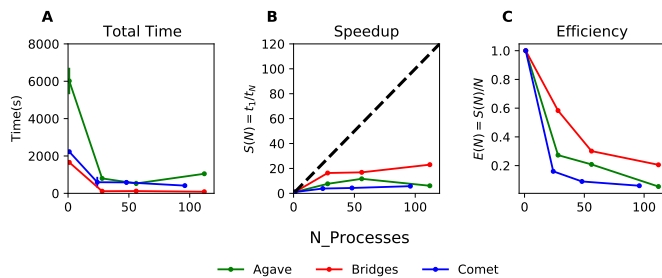 A
B
C
Total Time
Speedup
Efficiency
8000
6000
4000
2000
0
Time(s)
0
50
100
120
100
80
60
40
20
0
S(N) = t₁/t_N
0
50
100
1.0
0.8
0.6
0.4
0.2
E(N) = S(N)/N
0
50
100
N_Processes
Agave
Bridges
Comet